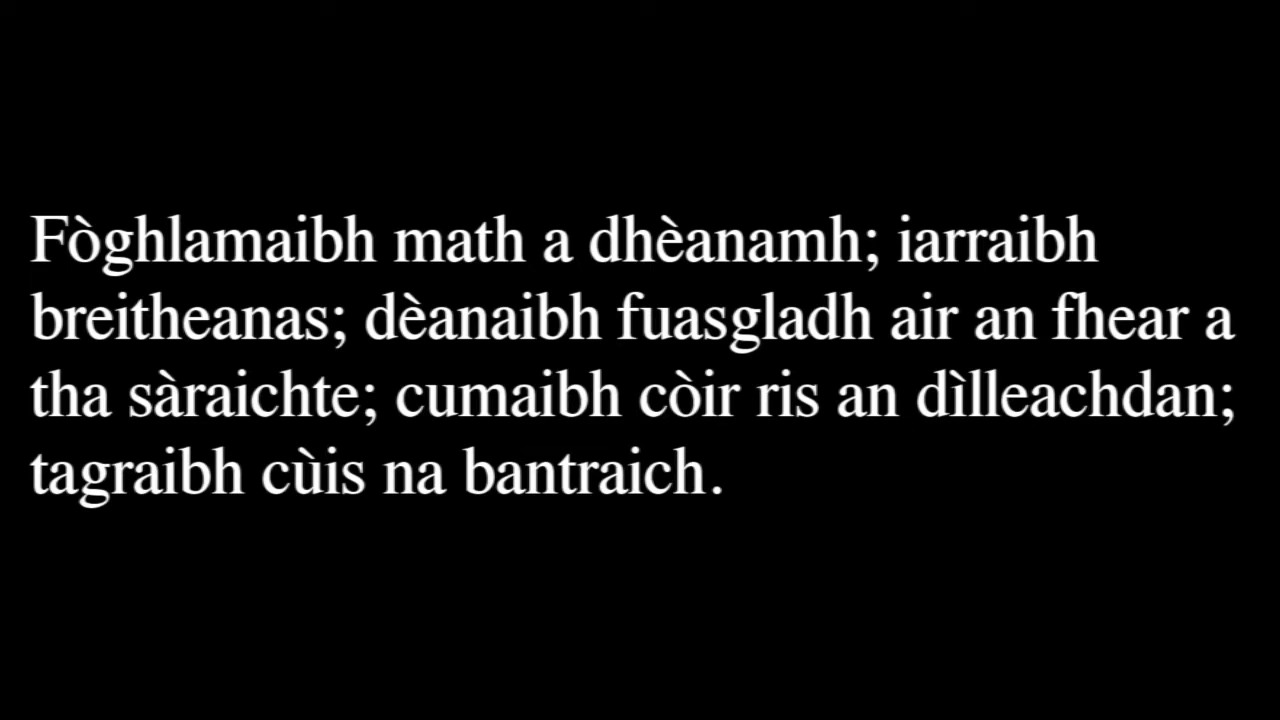 Fòghlamaibh math a dhèanamh; iarraibh
breitheanas; dèanaibh fuasgladh air an fhear a
tha sàraichte; cumaibh còir ris an dìlleachdan;
tagraibh cùis na bantraich.